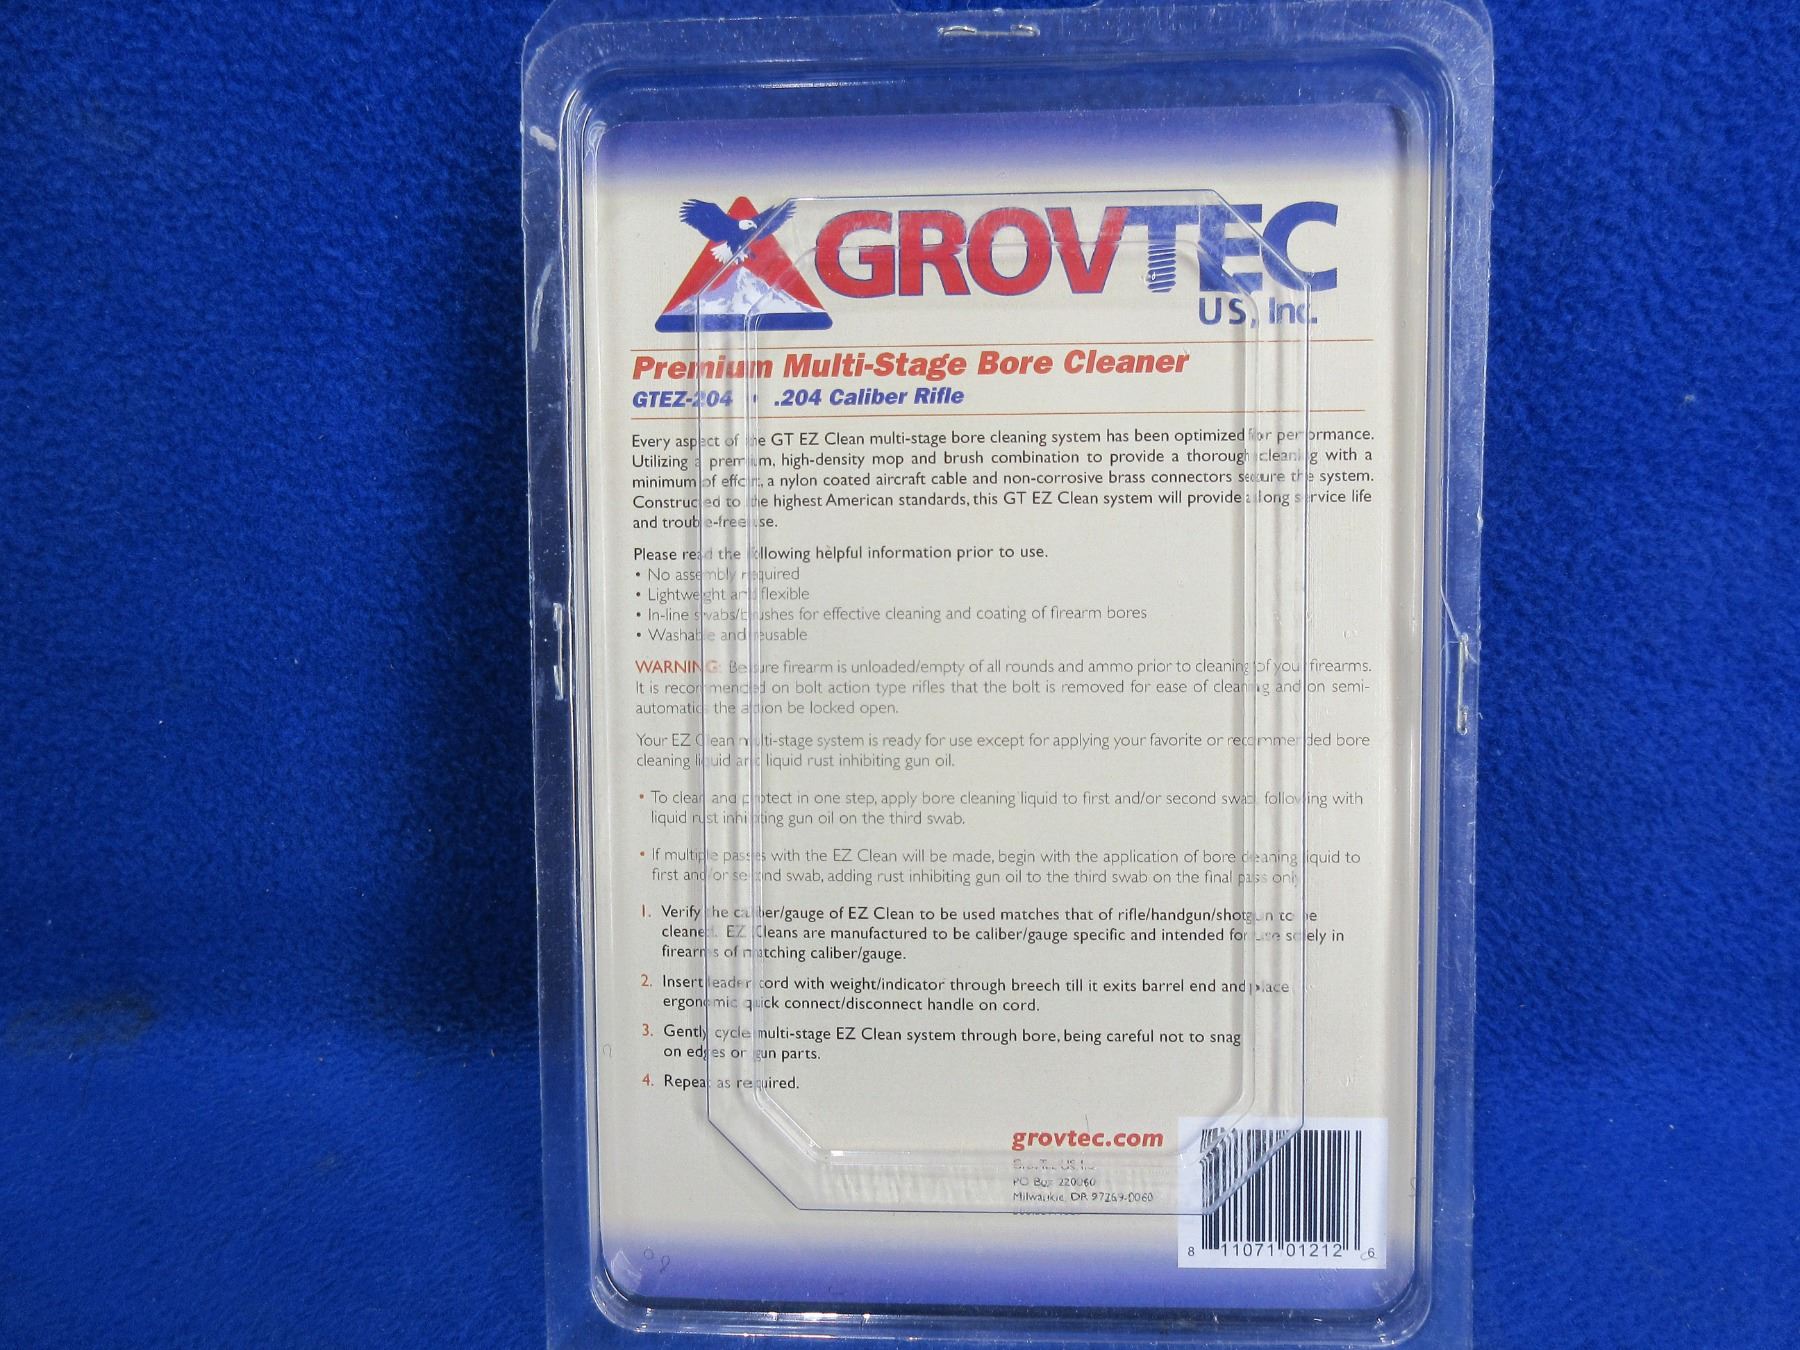 GROVTEC
US, Inc.
Premium Multi-Stage Bore Cleaner
GTEZ-204 • .204 Caliber Rifle
Every aspect of the GT EZ Clean multi-stage bore cleaning system has been optimized for performance.
Utilizing a premium, high-density mop and brush combination to provide a thorough cleaning with a
minimum of effort, a nylon coated aircraft cable and non-corrosive brass connectors secure the system.
Constructed to the highest American standards, this GT EZ Clean system will provide a long service life
and trouble-free use.
Please read the following helpful information prior to use.
• No assembly required
• Lightweight and flexible
• In-line swabs/brushes for effective cleaning and coating of firearm bores
• Washable and reusable
WARNING: Be sure firearm is unloaded/empty of all rounds and ammo prior to cleaning of your firearms.
It is recommended on bolt action type rifles that the bolt is removed for ease of cleaning and on semi-
automatics the action be locked open.
Your EZ Clean multi-stage system is ready for use except for applying your favorite or recommended bore
cleaning liquid and liquid rust inhibiting gun oil.
• To clean and protect in one step, apply bore cleaning liquid to first and/or second swab, following with
liquid rust inhibiting gun oil on the third swab.
• If multiple passes with the EZ Clean will be made, begin with the application of bore cleaning liquid to
first and/or second swab, adding rust inhibiting gun oil to the third swab on the final pass only
1. Verify the caliber/gauge of EZ Clean to be used matches that of rifle/handgun/shotgun to be
cleaned. EZ Cleans are manufactured to be caliber/gauge specific and intended for use solely in
firearms of matching caliber/gauge.
2. Insert leader cord with weight/indicator through breech till it exits barrel end and place
ergonomic quick connect/disconnect handle on cord.
3. Gently cycle multi-stage EZ Clean system through bore, being careful not to snag
on edges or gun parts.
4. Repeat as required.
grovtec.com
GrovTec US, Inc.
PO Box 220060
Milwaukie, OR 97269-0060
8 11071 01212 6